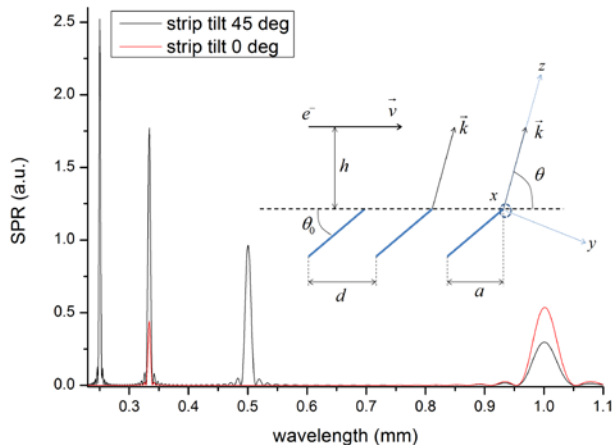 strip tilt 45 deg
strip tilt 0 deg
SPR (a.u.)
2.5
2.0
1.5
1.0
0.5
0.0
0.3 0.4 0.5 0.6 0.7 0.8 0.9 1.0 1.1
wavelength (mm)
z
e⁻ v⃗ k⃗ k⃗
h θ
x
θ₀
y
d a